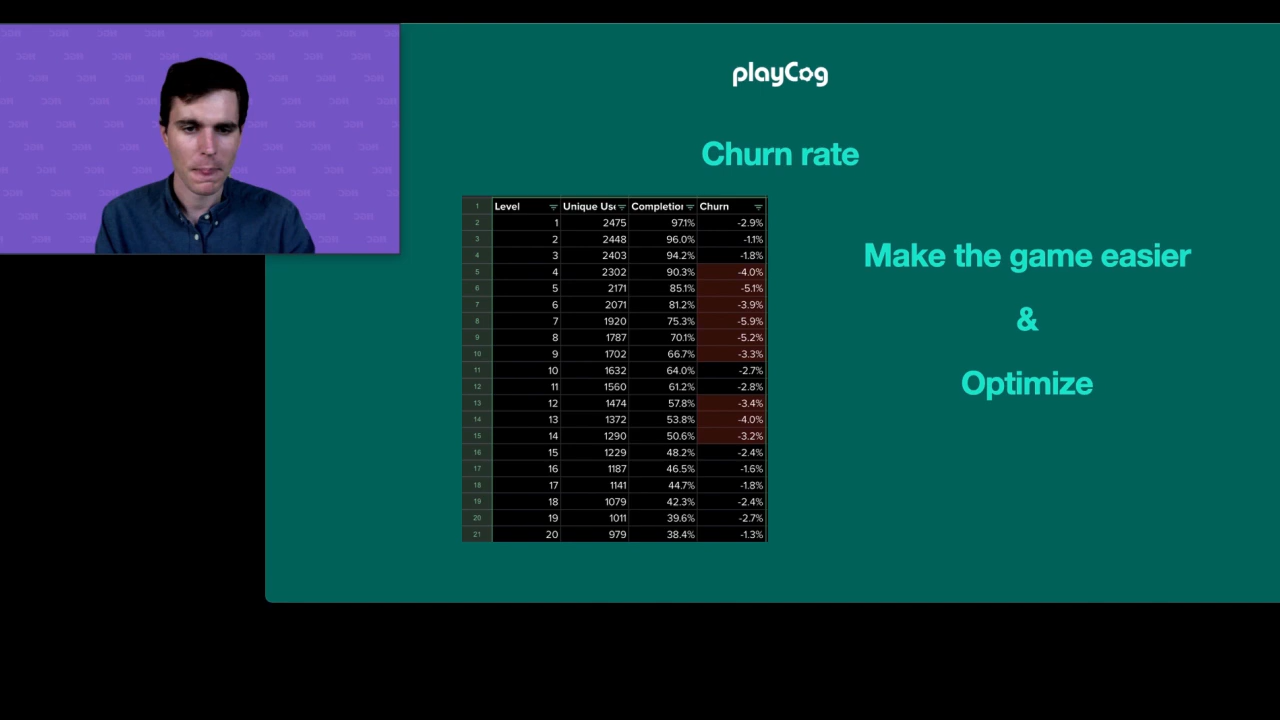 playCog
Churn rate
1 Level Unique Use Completion Churn
2 1 2475 97.1% -2.9%
3 2 2448 96.0% -1.1%
4 3 2403 94.2% -1.8%
5 4 2302 90.3% -4.0%
6 5 2171 85.1% -5.1%
7 6 2071 81.2% -3.9%
8 7 1920 75.3% -5.9%
9 8 1787 70.1% -5.2%
10 9 1702 66.7% -3.3%
11 10 1632 64.0% -2.7%
12 11 1560 61.2% -2.8%
13 12 1474 57.8% -3.4%
14 13 1372 53.8% -4.0%
15 14 1290 50.6% -3.2%
16 15 1229 48.2% -2.4%
17 16 1187 46.5% -1.6%
18 17 1141 44.7% -1.8%
19 18 1079 42.3% -2.4%
20 19 1011 39.6% -2.7%
21 20 979 38.4% -1.3%
Make the game easier
&
Optimize